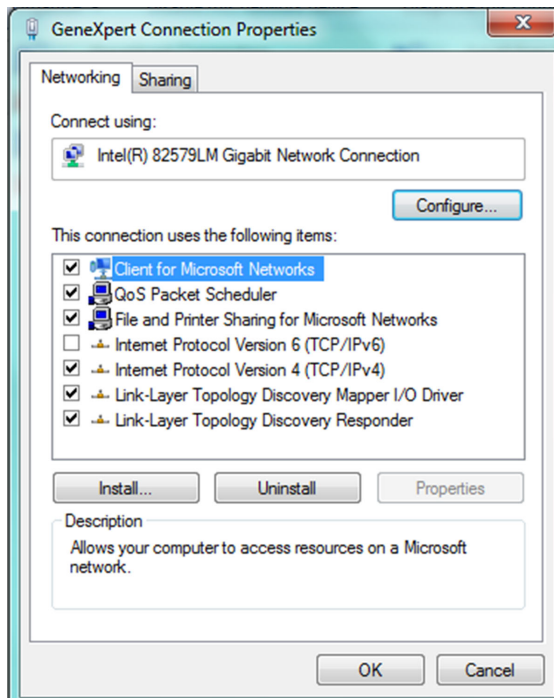 GeneXpert Connection Properties
Networking
Sharing
Connect using:
Intel(R) 82579LM Gigabit Network Connection
Configure...
This connection uses the following items:
Client for Microsoft Networks
QoS Packet Scheduler
File and Printer Sharing for Microsoft Networks
Internet Protocol Version 6 (TCP/IPv6)
Internet Protocol Version 4 (TCP/IPv4)
Link-Layer Topology Discovery Mapper I/O Driver
Link-Layer Topology Discovery Responder
Install...
Uninstall
Properties
Description
Allows your computer to access resources on a Microsoft
network.
OK
Cancel